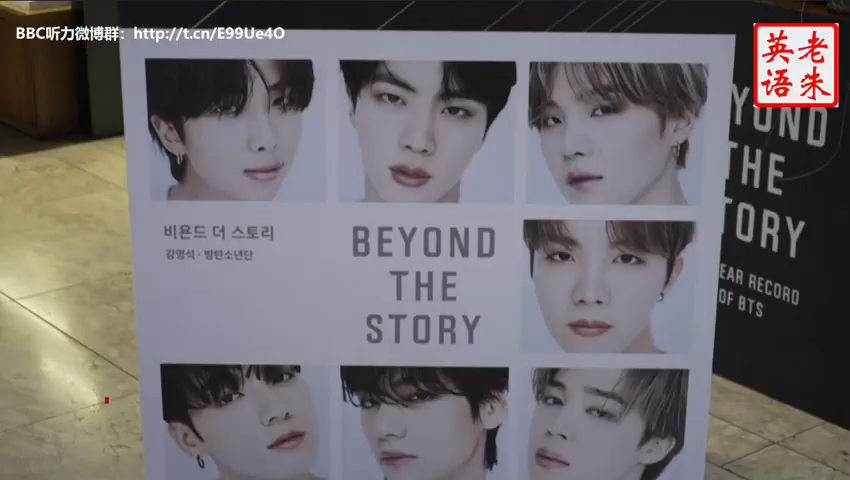 BBC听力微博群：http://t.cn/E99Ue4O
老朱
英语
비욘드 더 스토리
강명석 · 방탄소년단
BEYOND
THE
STORY
YOND
THE
TORY
EAR RECORD
OF BTS